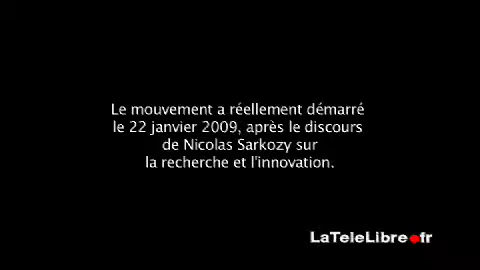 Le mouvement a réellement démarré
le 22 janvier 2009, après le discours
de Nicolas Sarkozy sur
la recherche et l'innovation.
LaTeleLibre.fr